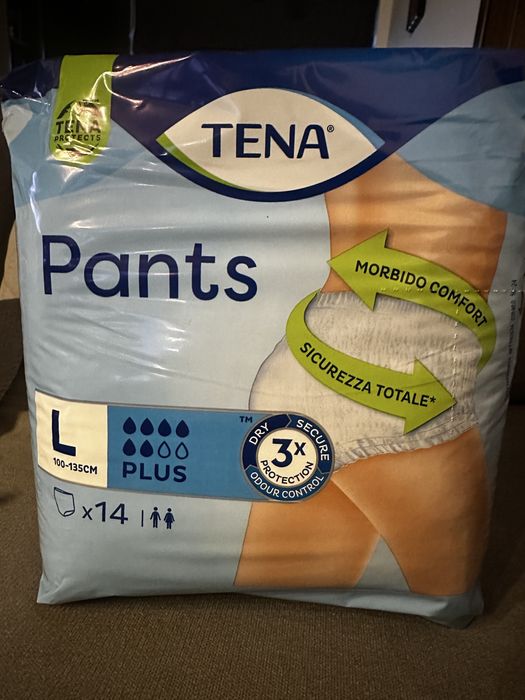 TENA®
TENA
PROTECTS
Pants
MORBIDO COMFORT
SICUREZZA TOTALE*
L
100-135CM
PLUS
™
DRY
SECURE
3x
PROTECTION
ODOUR CONTROL
x14